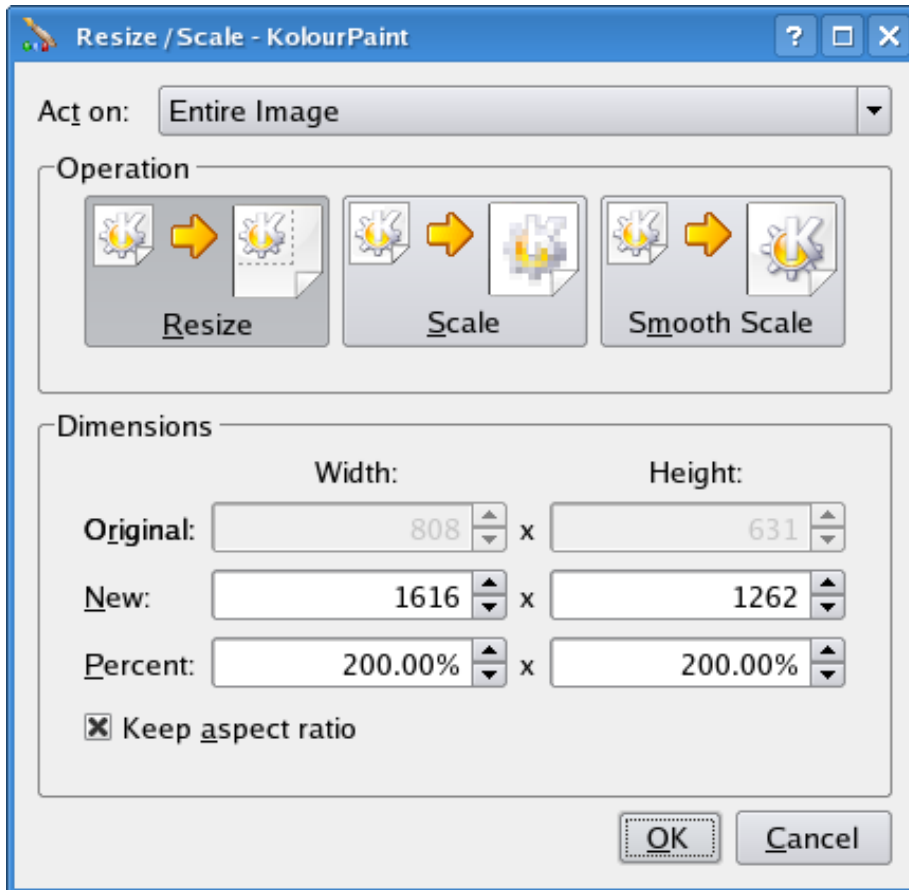 Resize / Scale - KolourPaint
Act on: Entire Image
Operation
Resize Scale Smooth Scale
Dimensions
Width: Height:
Original: 808 x 631
New: 1616 x 1262
Percent: 200.00% x 200.00%
Keep aspect ratio
OK Cancel